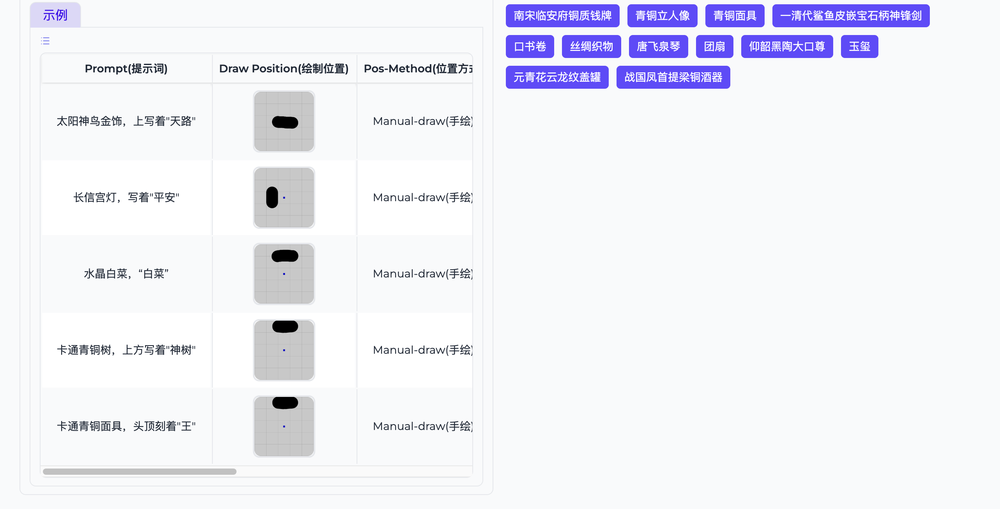 示例
Prompt(提示词) Draw Position(绘制位置) Pos-Method(位置方式
太阳神鸟金饰，上写着"天路" Manual-draw(手绘)
长信宫灯，写着"平安" Manual-draw(手绘)
水晶白菜，“白菜” Manual-draw(手绘)
卡通青铜树，上方写着"神树" Manual-draw(手绘)
卡通青铜面具，头顶刻着"王" Manual-draw(手绘)
南宋临安府铜质钱牌 青铜立人像 青铜面具 一清代鲨鱼皮嵌宝石柄神锋剑
口书卷 丝绸织物 唐飞泉琴 团扇 仰韶黑陶大口尊 玉玺
元青花云龙纹盖罐 战国凤首提梁铜酒器